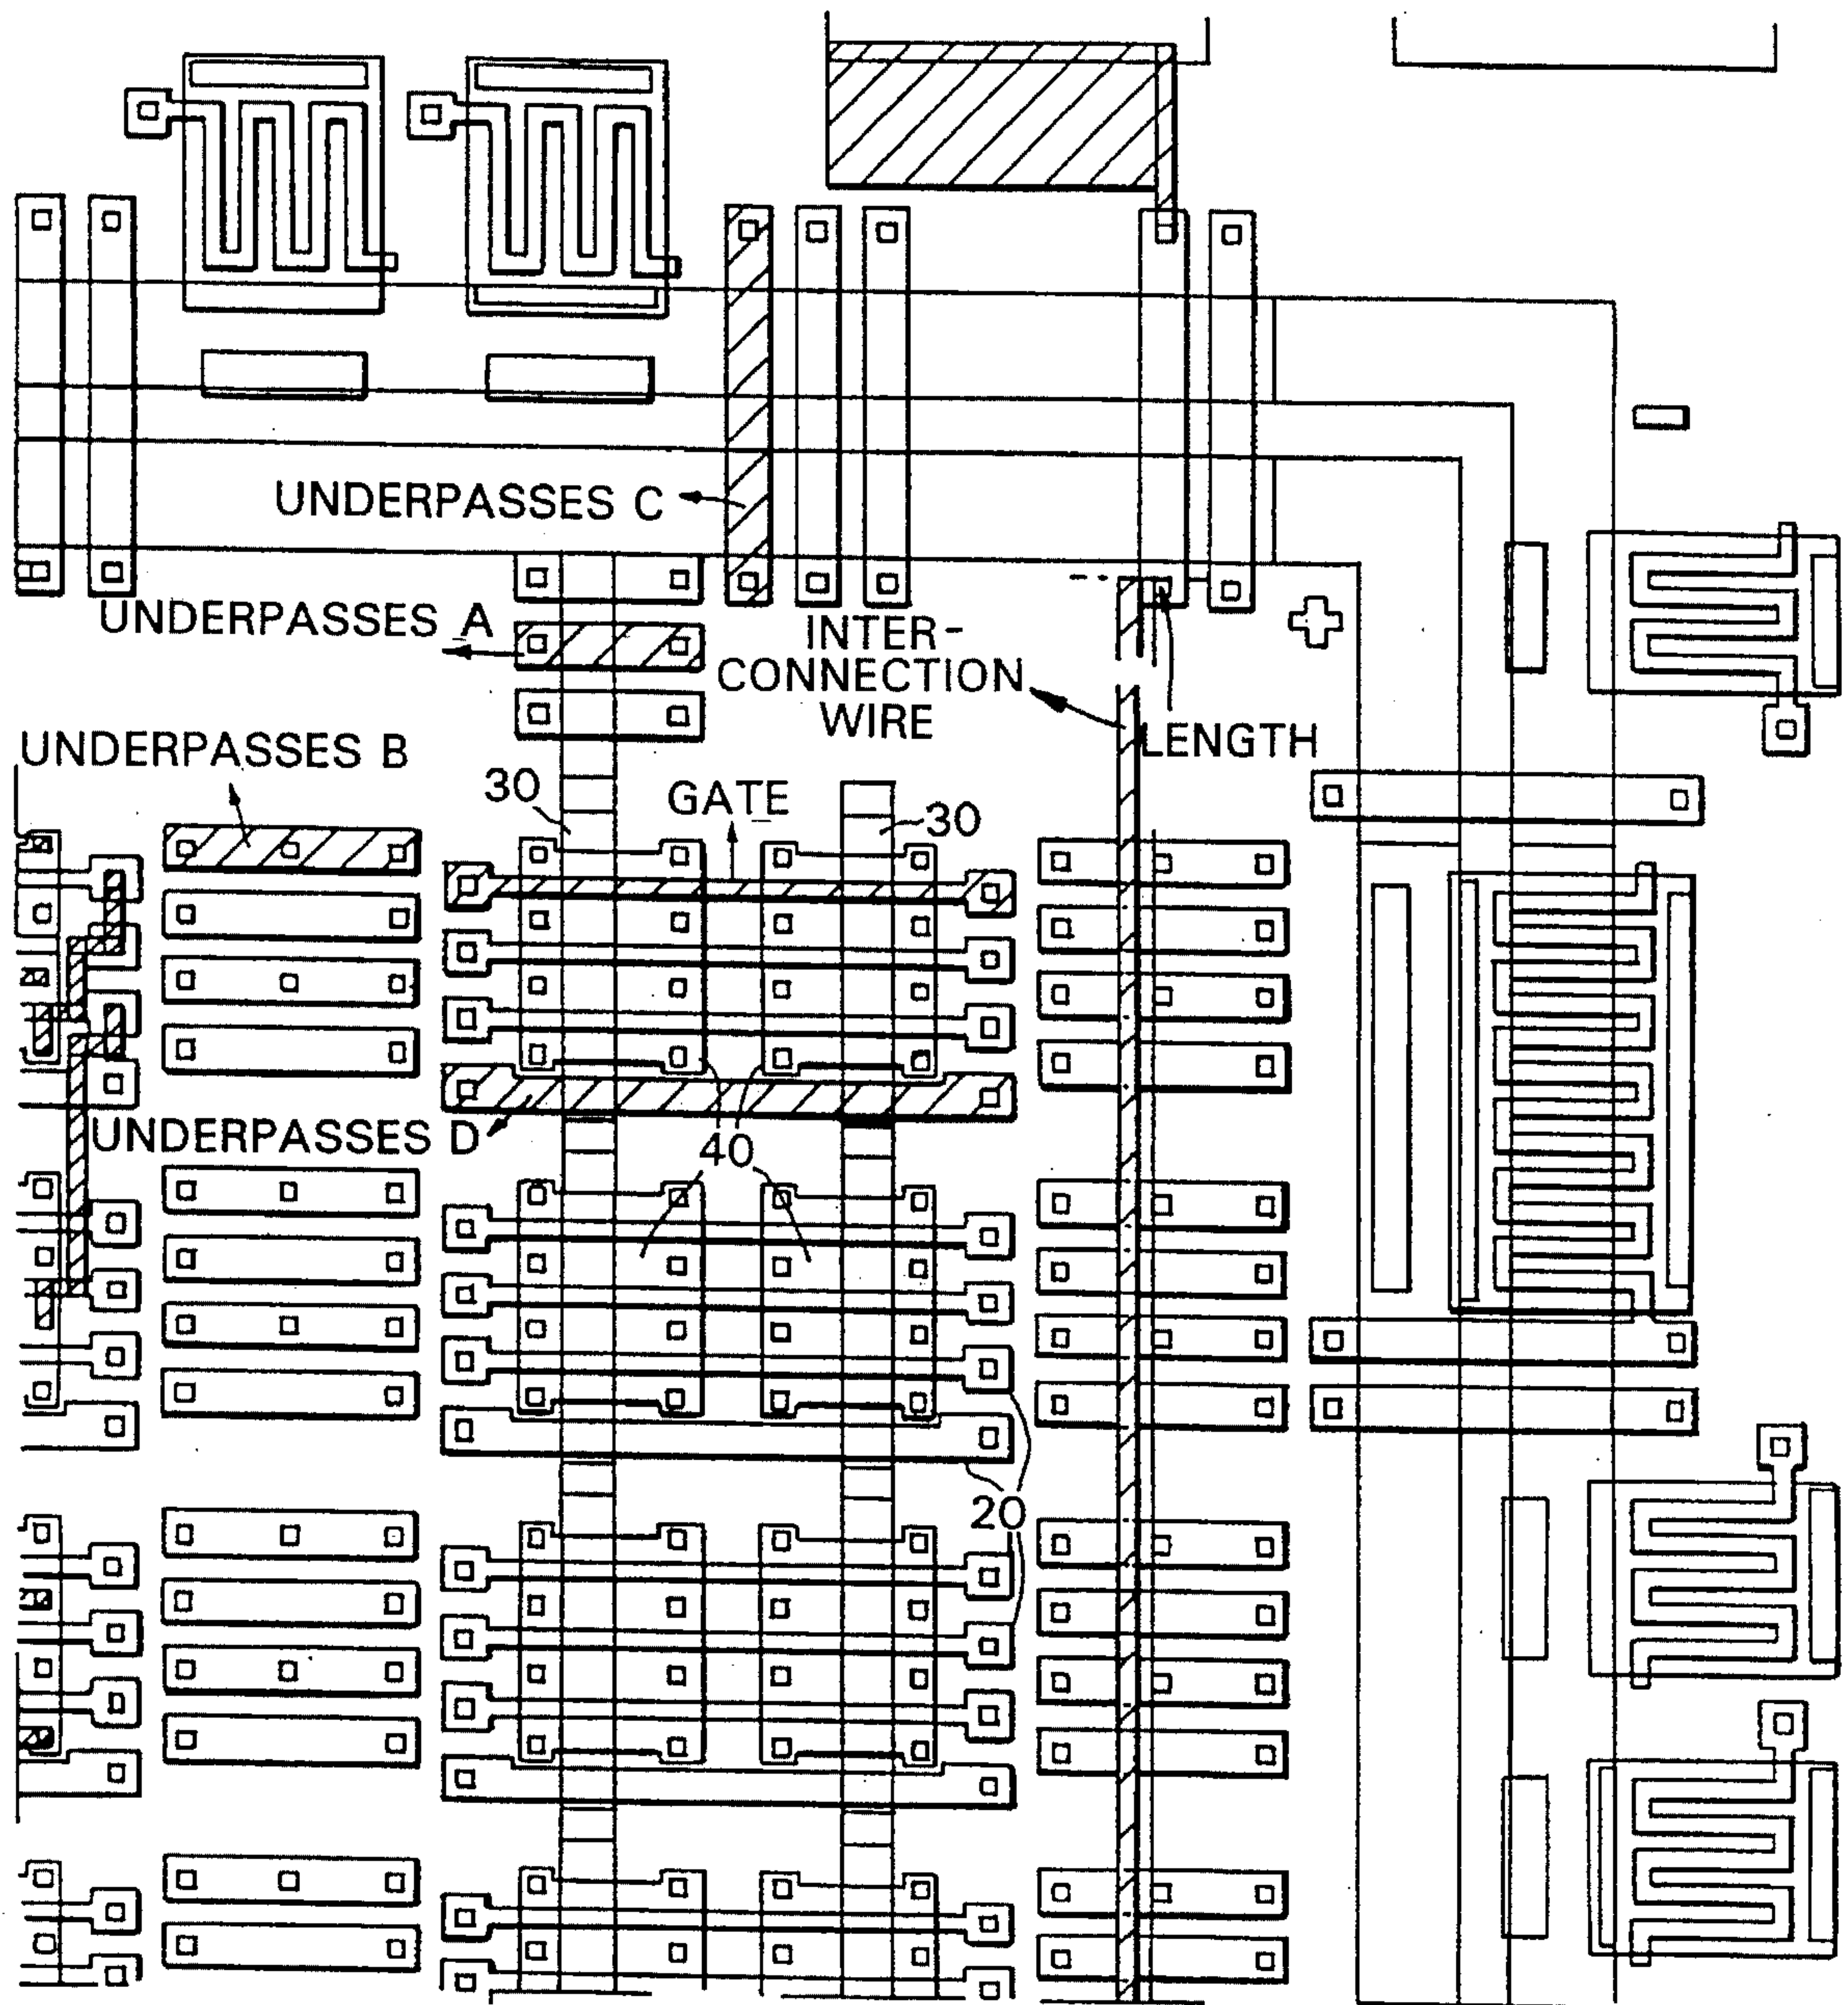 UNDERPASSES C
UNDERPASSES A
INTER-
CONNECTION
WIRE
LENGTH
UNDERPASSES B
30
GATE
30
UNDERPASSES D
40
20